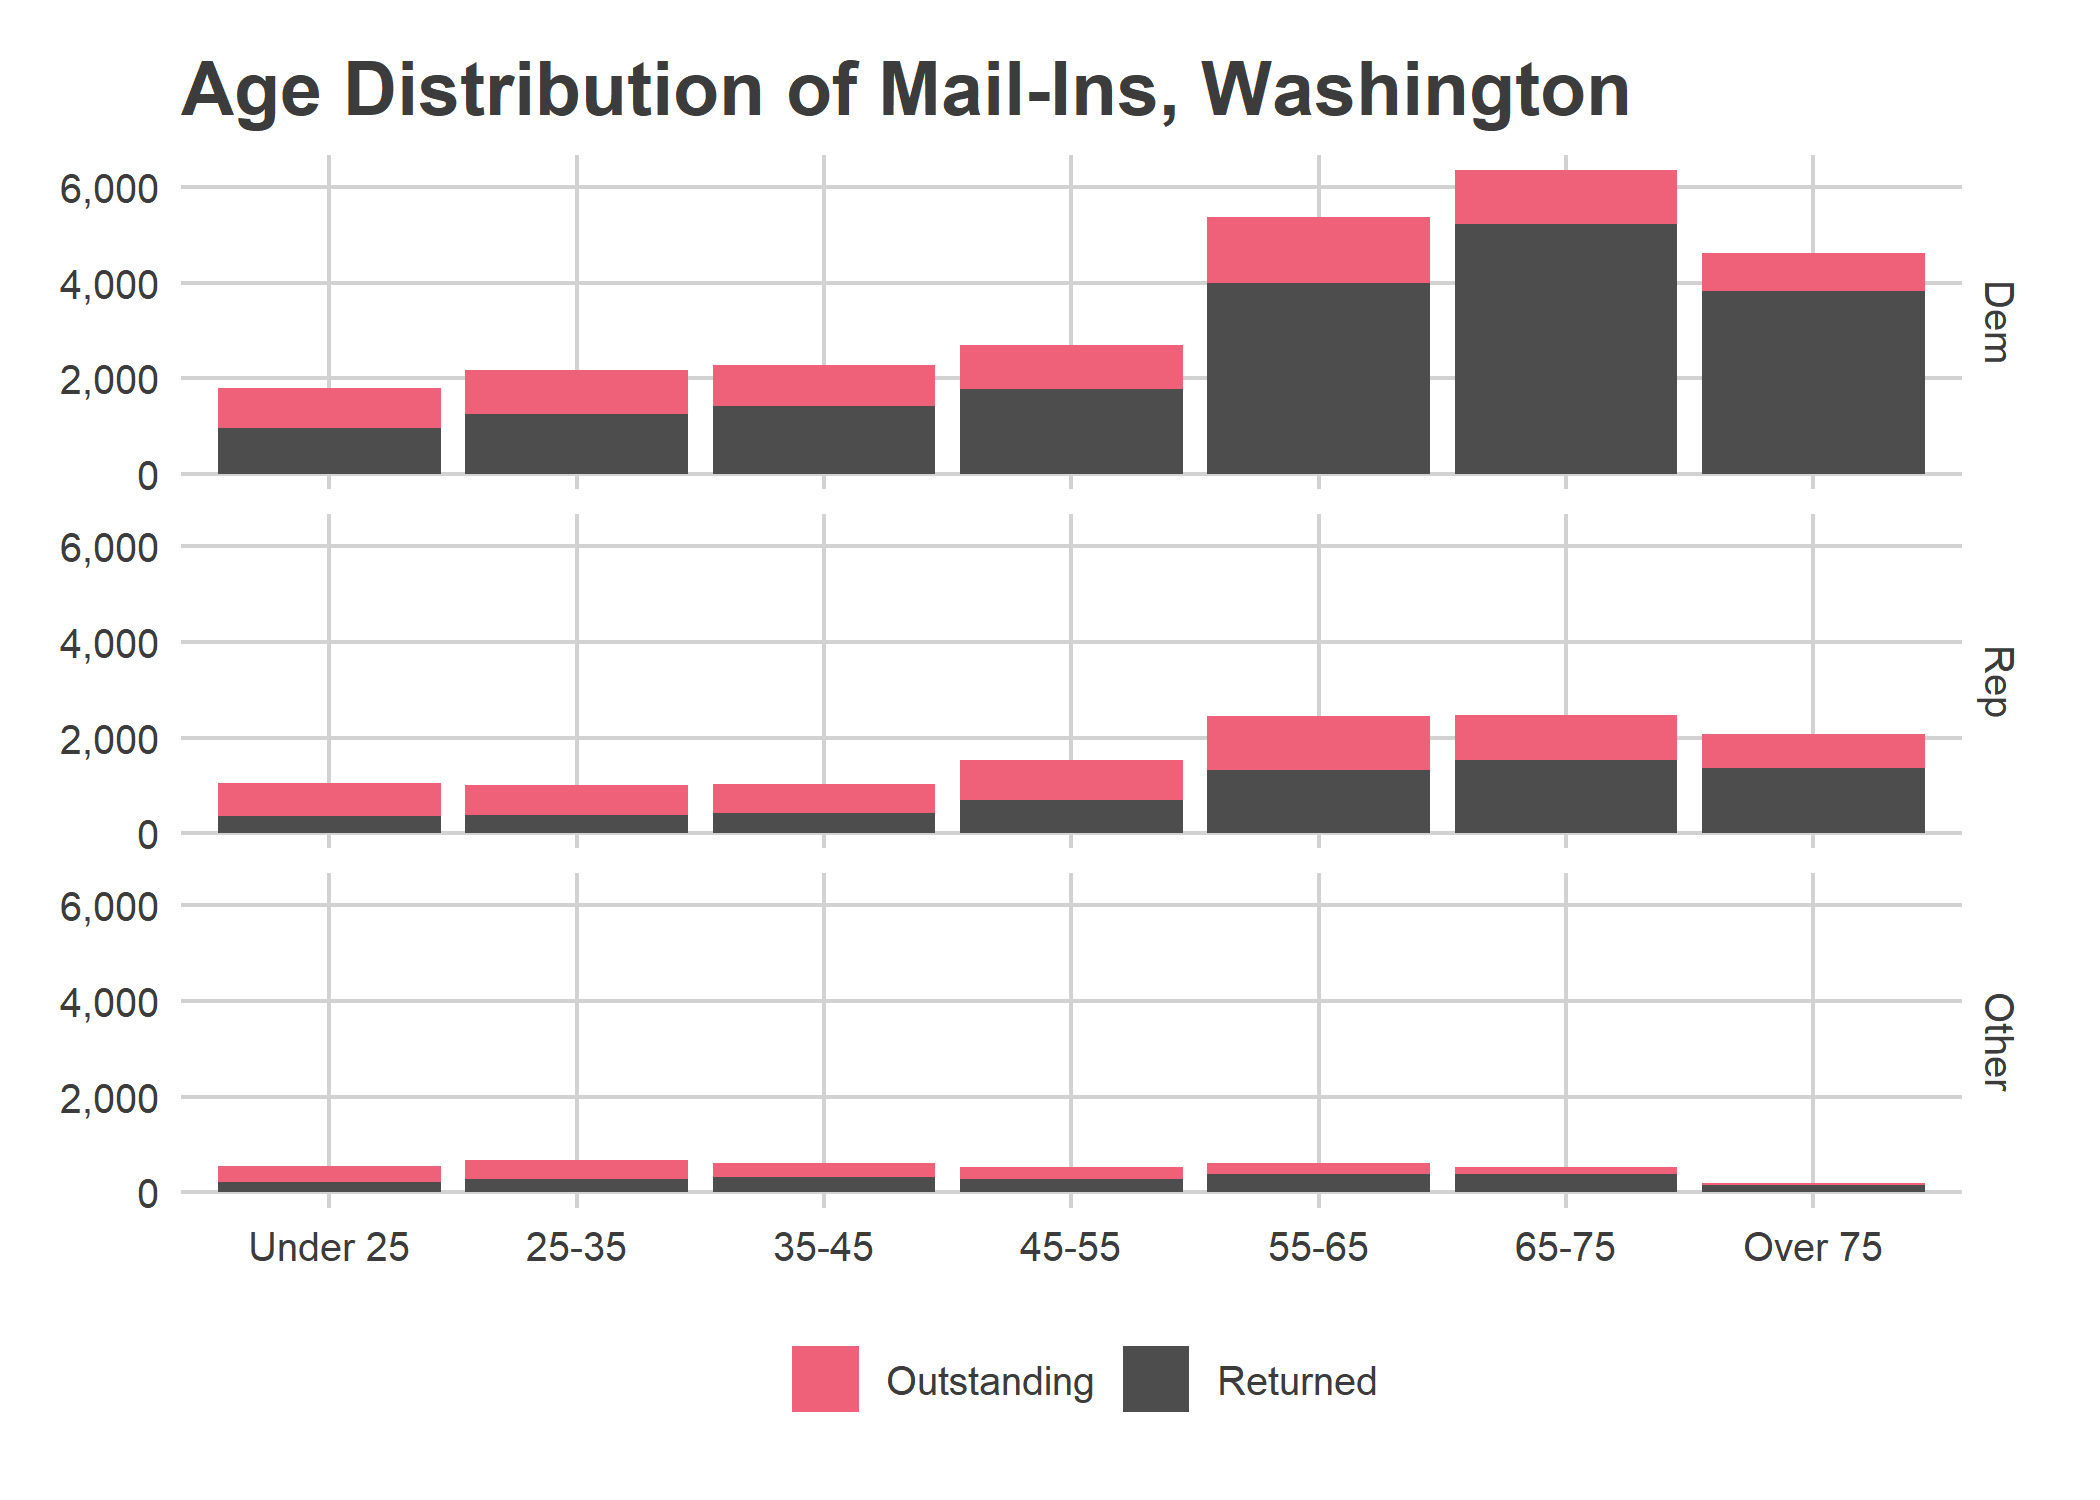 Age Distribution of Mail-Ins, Washington
6,000
4,000
2,000
0
Dem
6,000
4,000
2,000
0
Rep
6,000
4,000
2,000
0
Other
Under 25 25-35 35-45 45-55 55-65 65-75 Over 75
Outstanding Returned